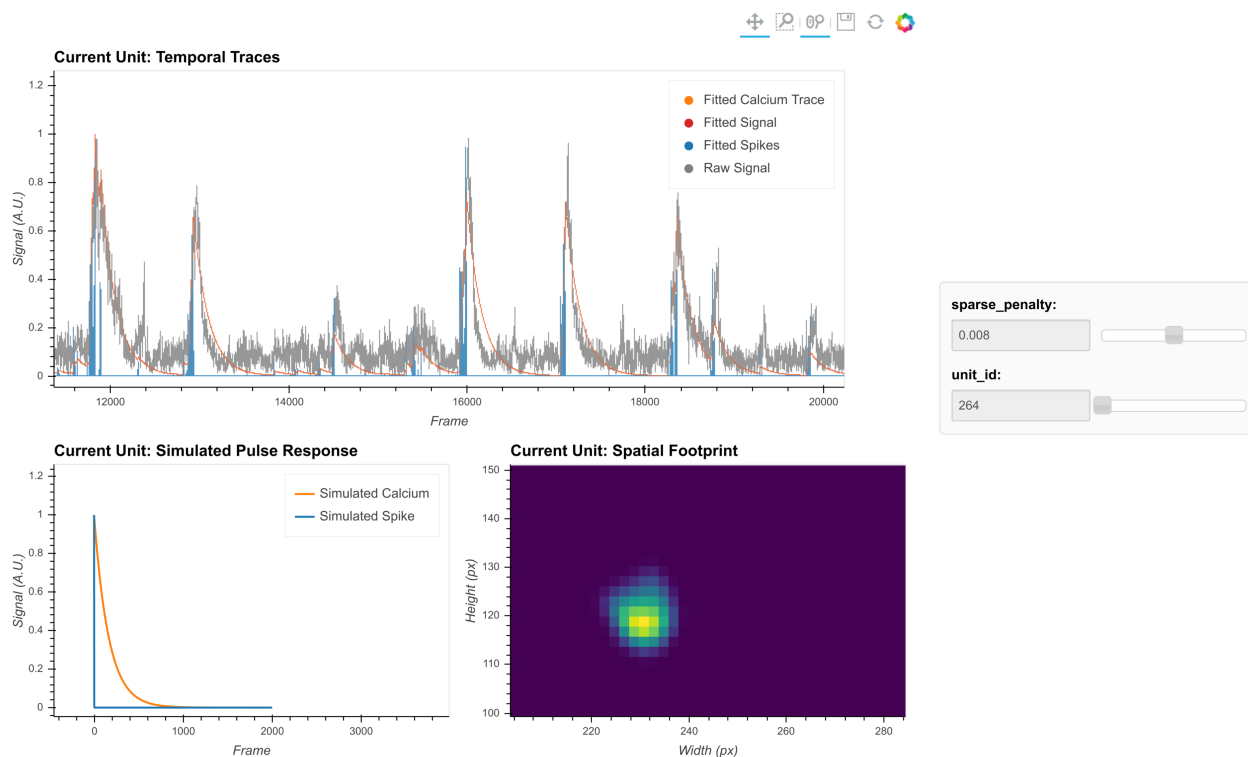 Current Unit: Temporal Traces
1.2
1
0.8
0.6
0.4
0.2
0
Signal (A.U.)
Fitted Calcium Trace
Fitted Signal
Fitted Spikes
Raw Signal
12000 14000 16000 18000 20000
Frame
sparse_penalty:
0.008
unit_id:
264
Current Unit: Simulated Pulse Response
1.2
1
0.8
0.6
0.4
0.2
0
Signal (A.U.)
Simulated Calcium
Simulated Spike
0 1000 2000 3000
Frame
Current Unit: Spatial Footprint
150
140
130
120
110
100
Height (px)
220 240 260 280
Width (px)